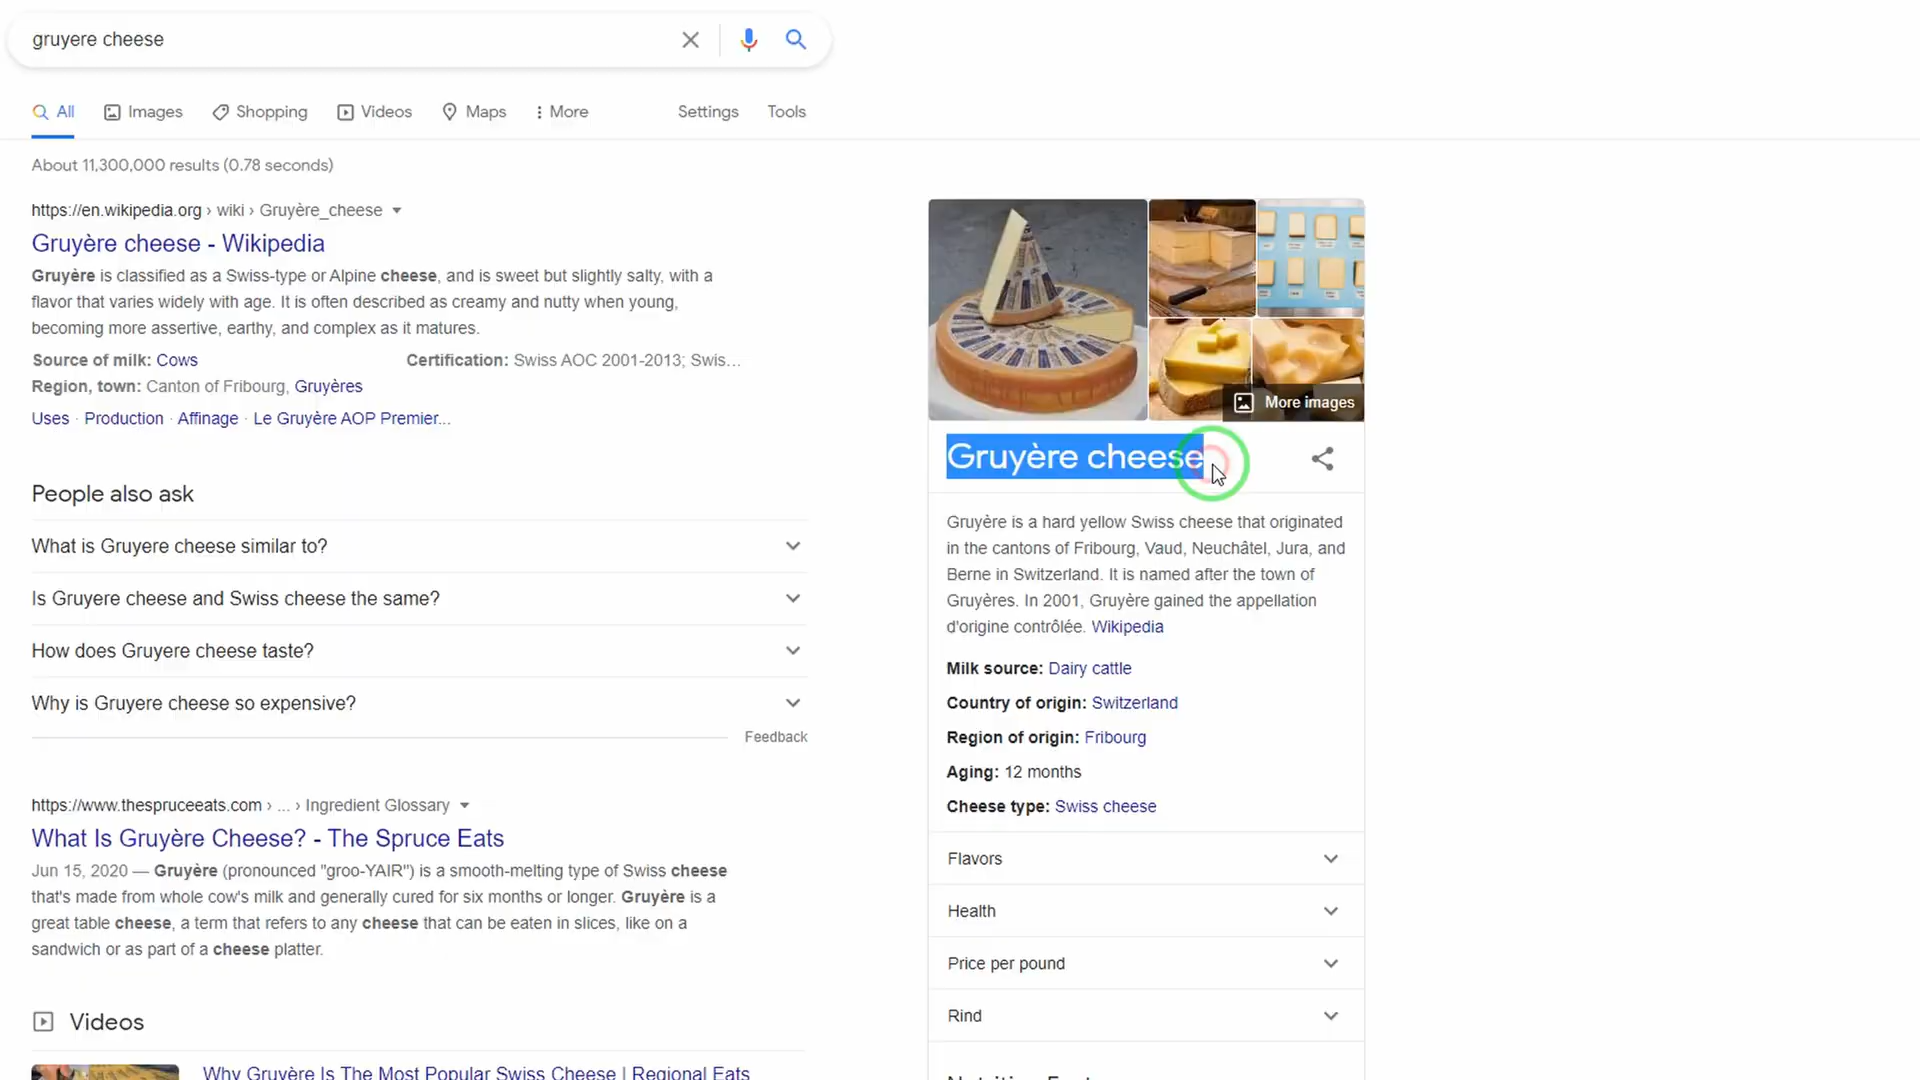 gruyere cheese
All Images Shopping Videos Maps More Settings Tools
About 11,300,000 results (0.78 seconds)
https://en.wikipedia.org › wiki › Gruyère_cheese
Gruyère cheese - Wikipedia
Gruyère is classified as a Swiss-type or Alpine cheese, and is sweet but slightly salty, with a
flavor that varies widely with age. It is often described as creamy and nutty when young,
becoming more assertive, earthy, and complex as it matures.
Source of milk: Cows Certification: Swiss AOC 2001-2013; Swis...
Region, town: Canton of Fribourg, Gruyères
Uses · Production · Affinage · Le Gruyère AOP Premier...
People also ask
What is Gruyere cheese similar to?
Is Gruyere cheese and Swiss cheese the same?
How does Gruyere cheese taste?
Why is Gruyere cheese so expensive?
Feedback
https://www.thespruceeats.com › ... › Ingredient Glossary
What Is Gruyère Cheese? - The Spruce Eats
Jun 15, 2020 — Gruyère (pronounced "groo-YAIR") is a smooth-melting type of Swiss cheese
that's made from whole cow's milk and generally cured for six months or longer. Gruyère is a
great table cheese, a term that refers to any cheese that can be eaten in slices, like on a
sandwich or as part of a cheese platter.
Videos
Why Gruyère Is The Most Popular Swiss Cheese | Regional Eats
More images
Gruyère cheese
Gruyère is a hard yellow Swiss cheese that originated
in the cantons of Fribourg, Vaud, Neuchâtel, Jura, and
Berne in Switzerland. It is named after the town of
Gruyères. In 2001, Gruyère gained the appellation
d'origine contrôlée. Wikipedia
Milk source: Dairy cattle
Country of origin: Switzerland
Region of origin: Fribourg
Aging: 12 months
Cheese type: Swiss cheese
Flavors
Health
Price per pound
Rind